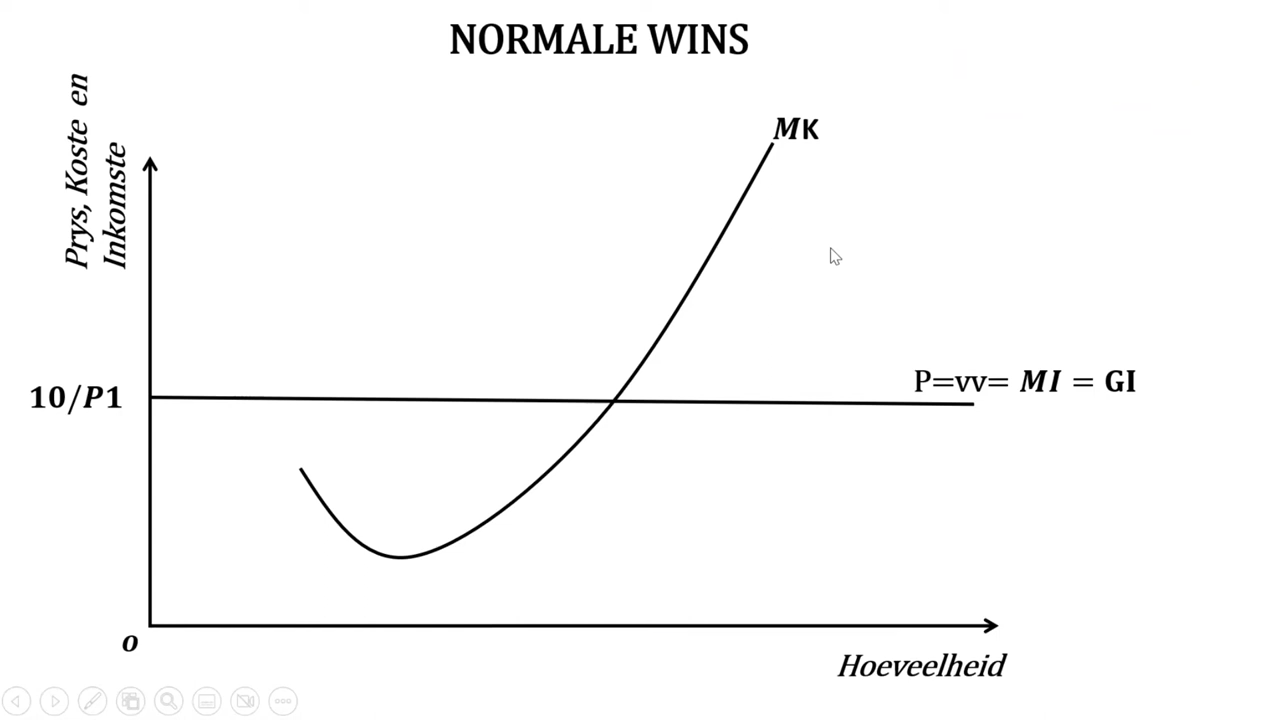 NORMALE WINS
Prys, Koste en
Inkomste
MK
10/P1
P=vv= MI = GI
o
Hoeveelheid